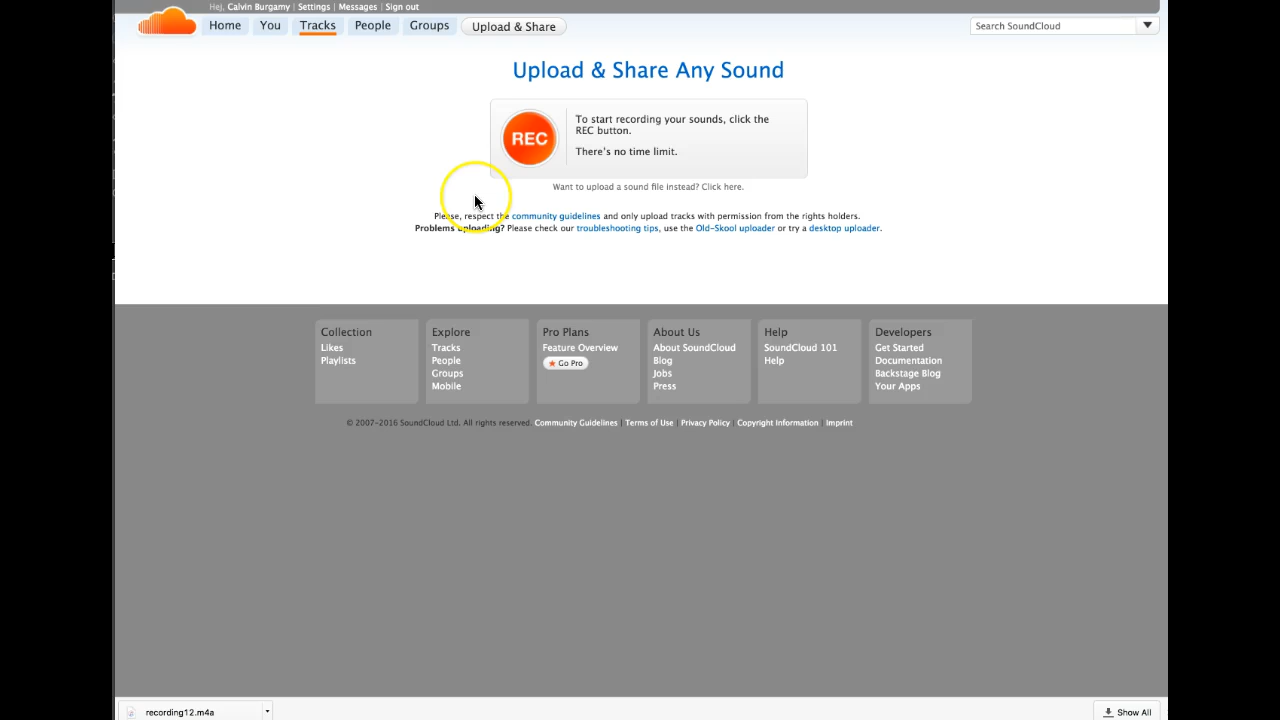 Hej, Calvin Burgamy | Settings | Messages | Sign out
Home You Tracks People Groups Upload & Share Search SoundCloud
Upload & Share Any Sound
REC
To start recording your sounds, click the
REC button.
There's no time limit.
Want to upload a sound file instead? Click here.
Please, respect the community guidelines and only upload tracks with permission from the rights holders.
Problems uploading? Please check our troubleshooting tips, use the Old-Skool uploader or try a desktop uploader.
Collection
Likes
Playlists
Explore
Tracks
People
Groups
Mobile
Pro Plans
Feature Overview
Go Pro
About Us
About SoundCloud
Blog
Jobs
Press
Help
SoundCloud 101
Help
Developers
Get Started
Documentation
Backstage Blog
Your Apps
© 2007-2016 SoundCloud Ltd. All rights reserved. Community Guidelines | Terms of Use | Privacy Policy | Copyright Information | Imprint
recording12.m4a Show All